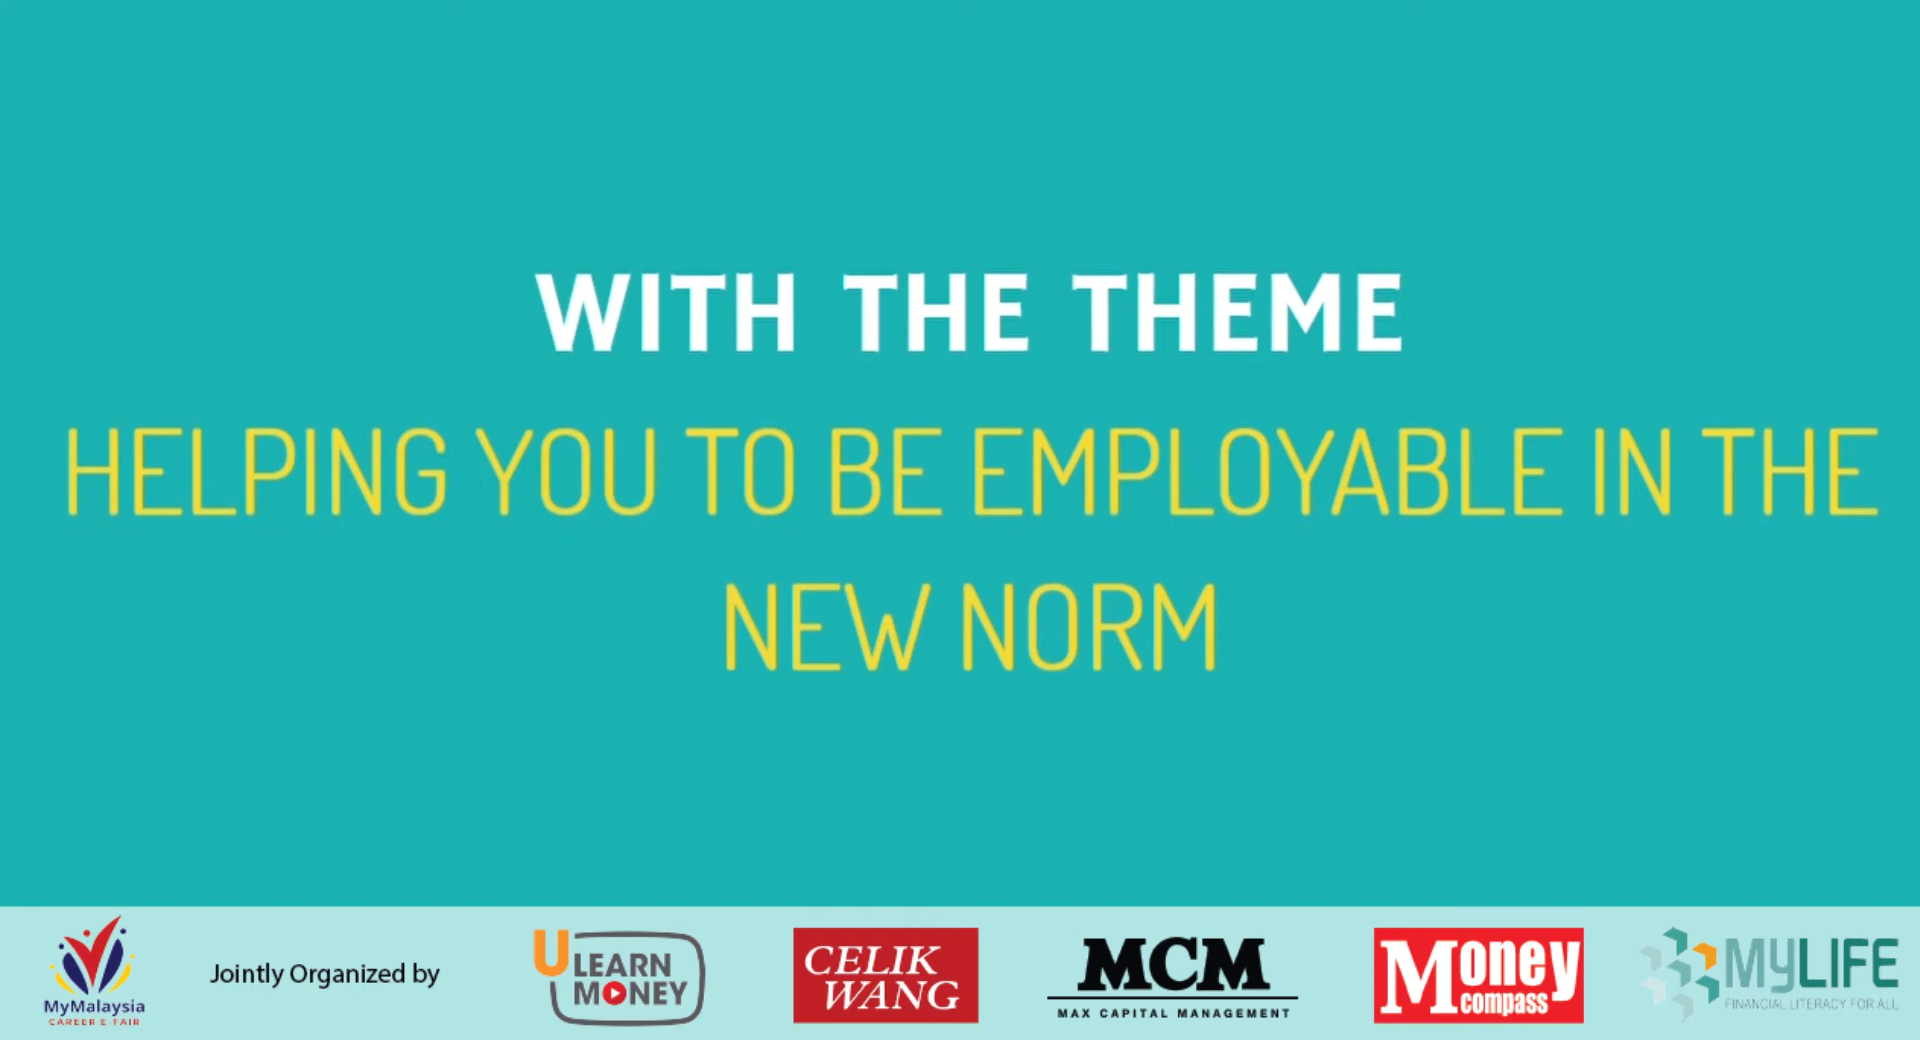 WITH THE THEME
HELPING YOU TO BE EMPLOYABLE IN THE
NEW NORM
MyMalaysia
CAREER E-FAIR
Jointly Organized by
U LEARN
MONEY
CELIK
WANG
MCM
MAX CAPITAL MANAGEMENT
Money
compass
MyLIFE
FINANCIAL LITERACY FOR ALL